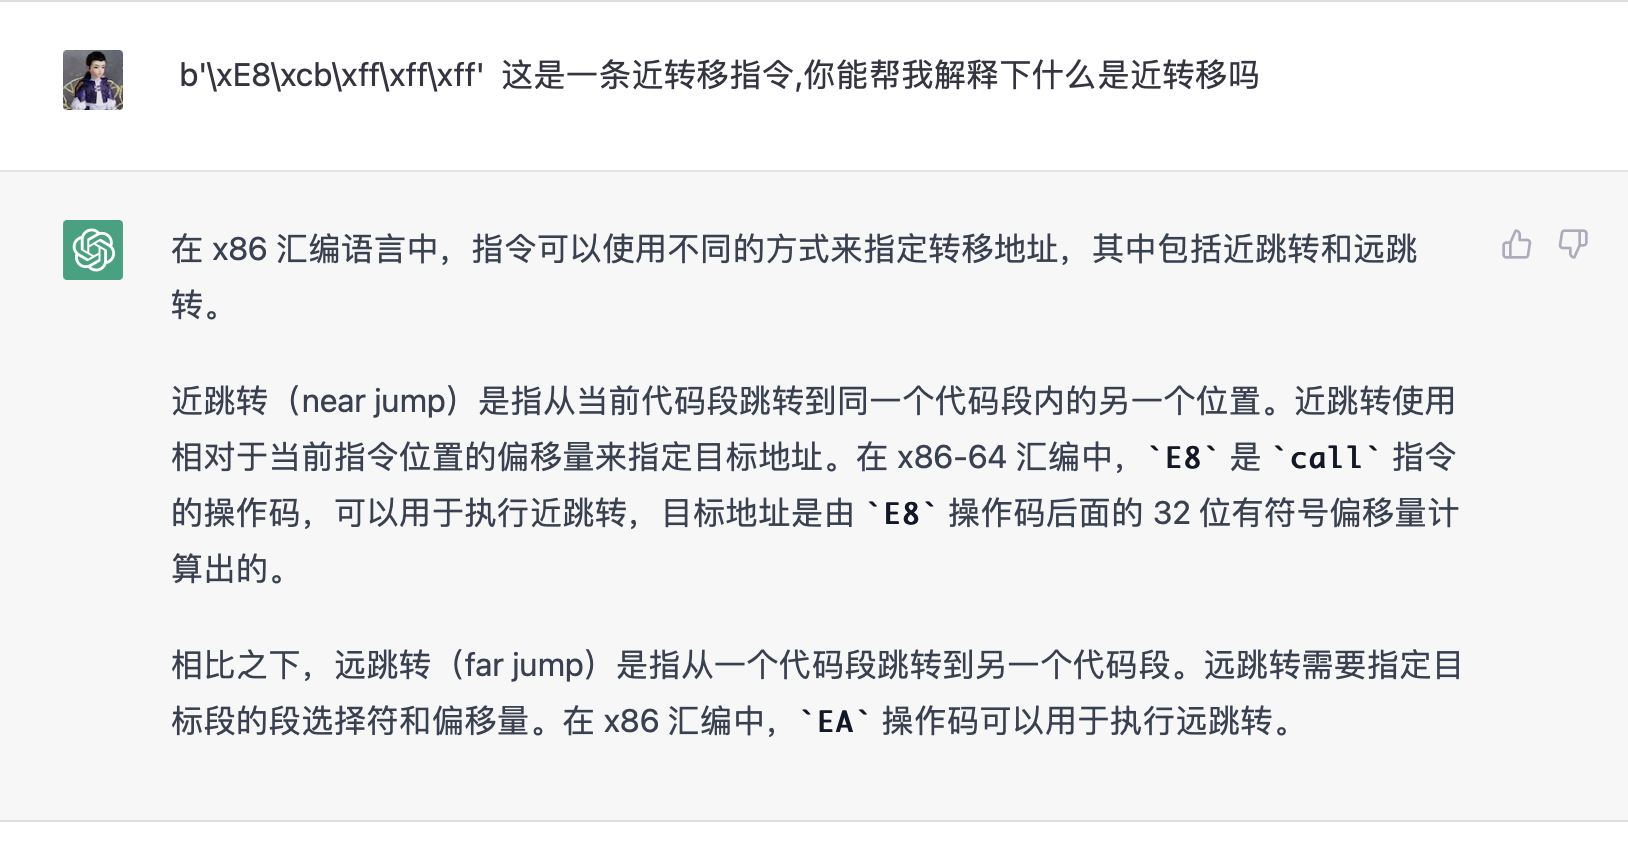 b'\xE8\xcb\xff\xff\xff' 这是一条近转移指令,你能帮我解释下什么是近转移吗
在 x86 汇编语言中，指令可以使用不同的方式来指定转移地址，其中包括近跳转和远跳
转。
近跳转（near jump）是指从当前代码段跳转到同一个代码段内的另一个位置。近跳转使用
相对于当前指令位置的偏移量来指定目标地址。在 x86-64 汇编中，`E8` 是 `call` 指令
的操作码，可以用于执行近跳转，目标地址是由 `E8` 操作码后面的 32 位有符号偏移量计
算出的。
相比之下，远跳转（far jump）是指从一个代码段跳转到另一个代码段。远跳转需要指定目
标段的段选择符和偏移量。在 x86 汇编中，`EA` 操作码可以用于执行远跳转。